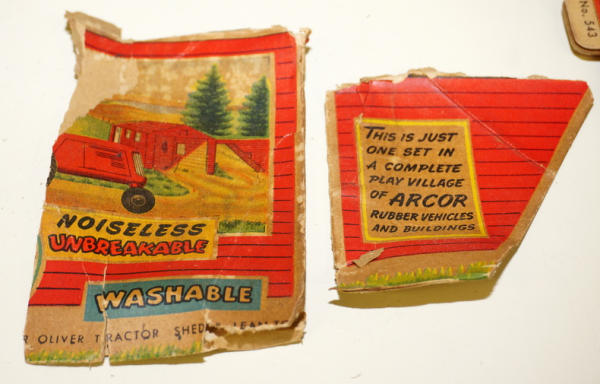 NOISELESS
UNBREAKABLE
WASHABLE
R OLIVER TRACTOR SHED
THIS IS JUST
ONE SET IN
A COMPLETE
PLAY VILLAGE
OF ARCOR
RUBBER VEHICLES
AND BUILDINGS
No. 543